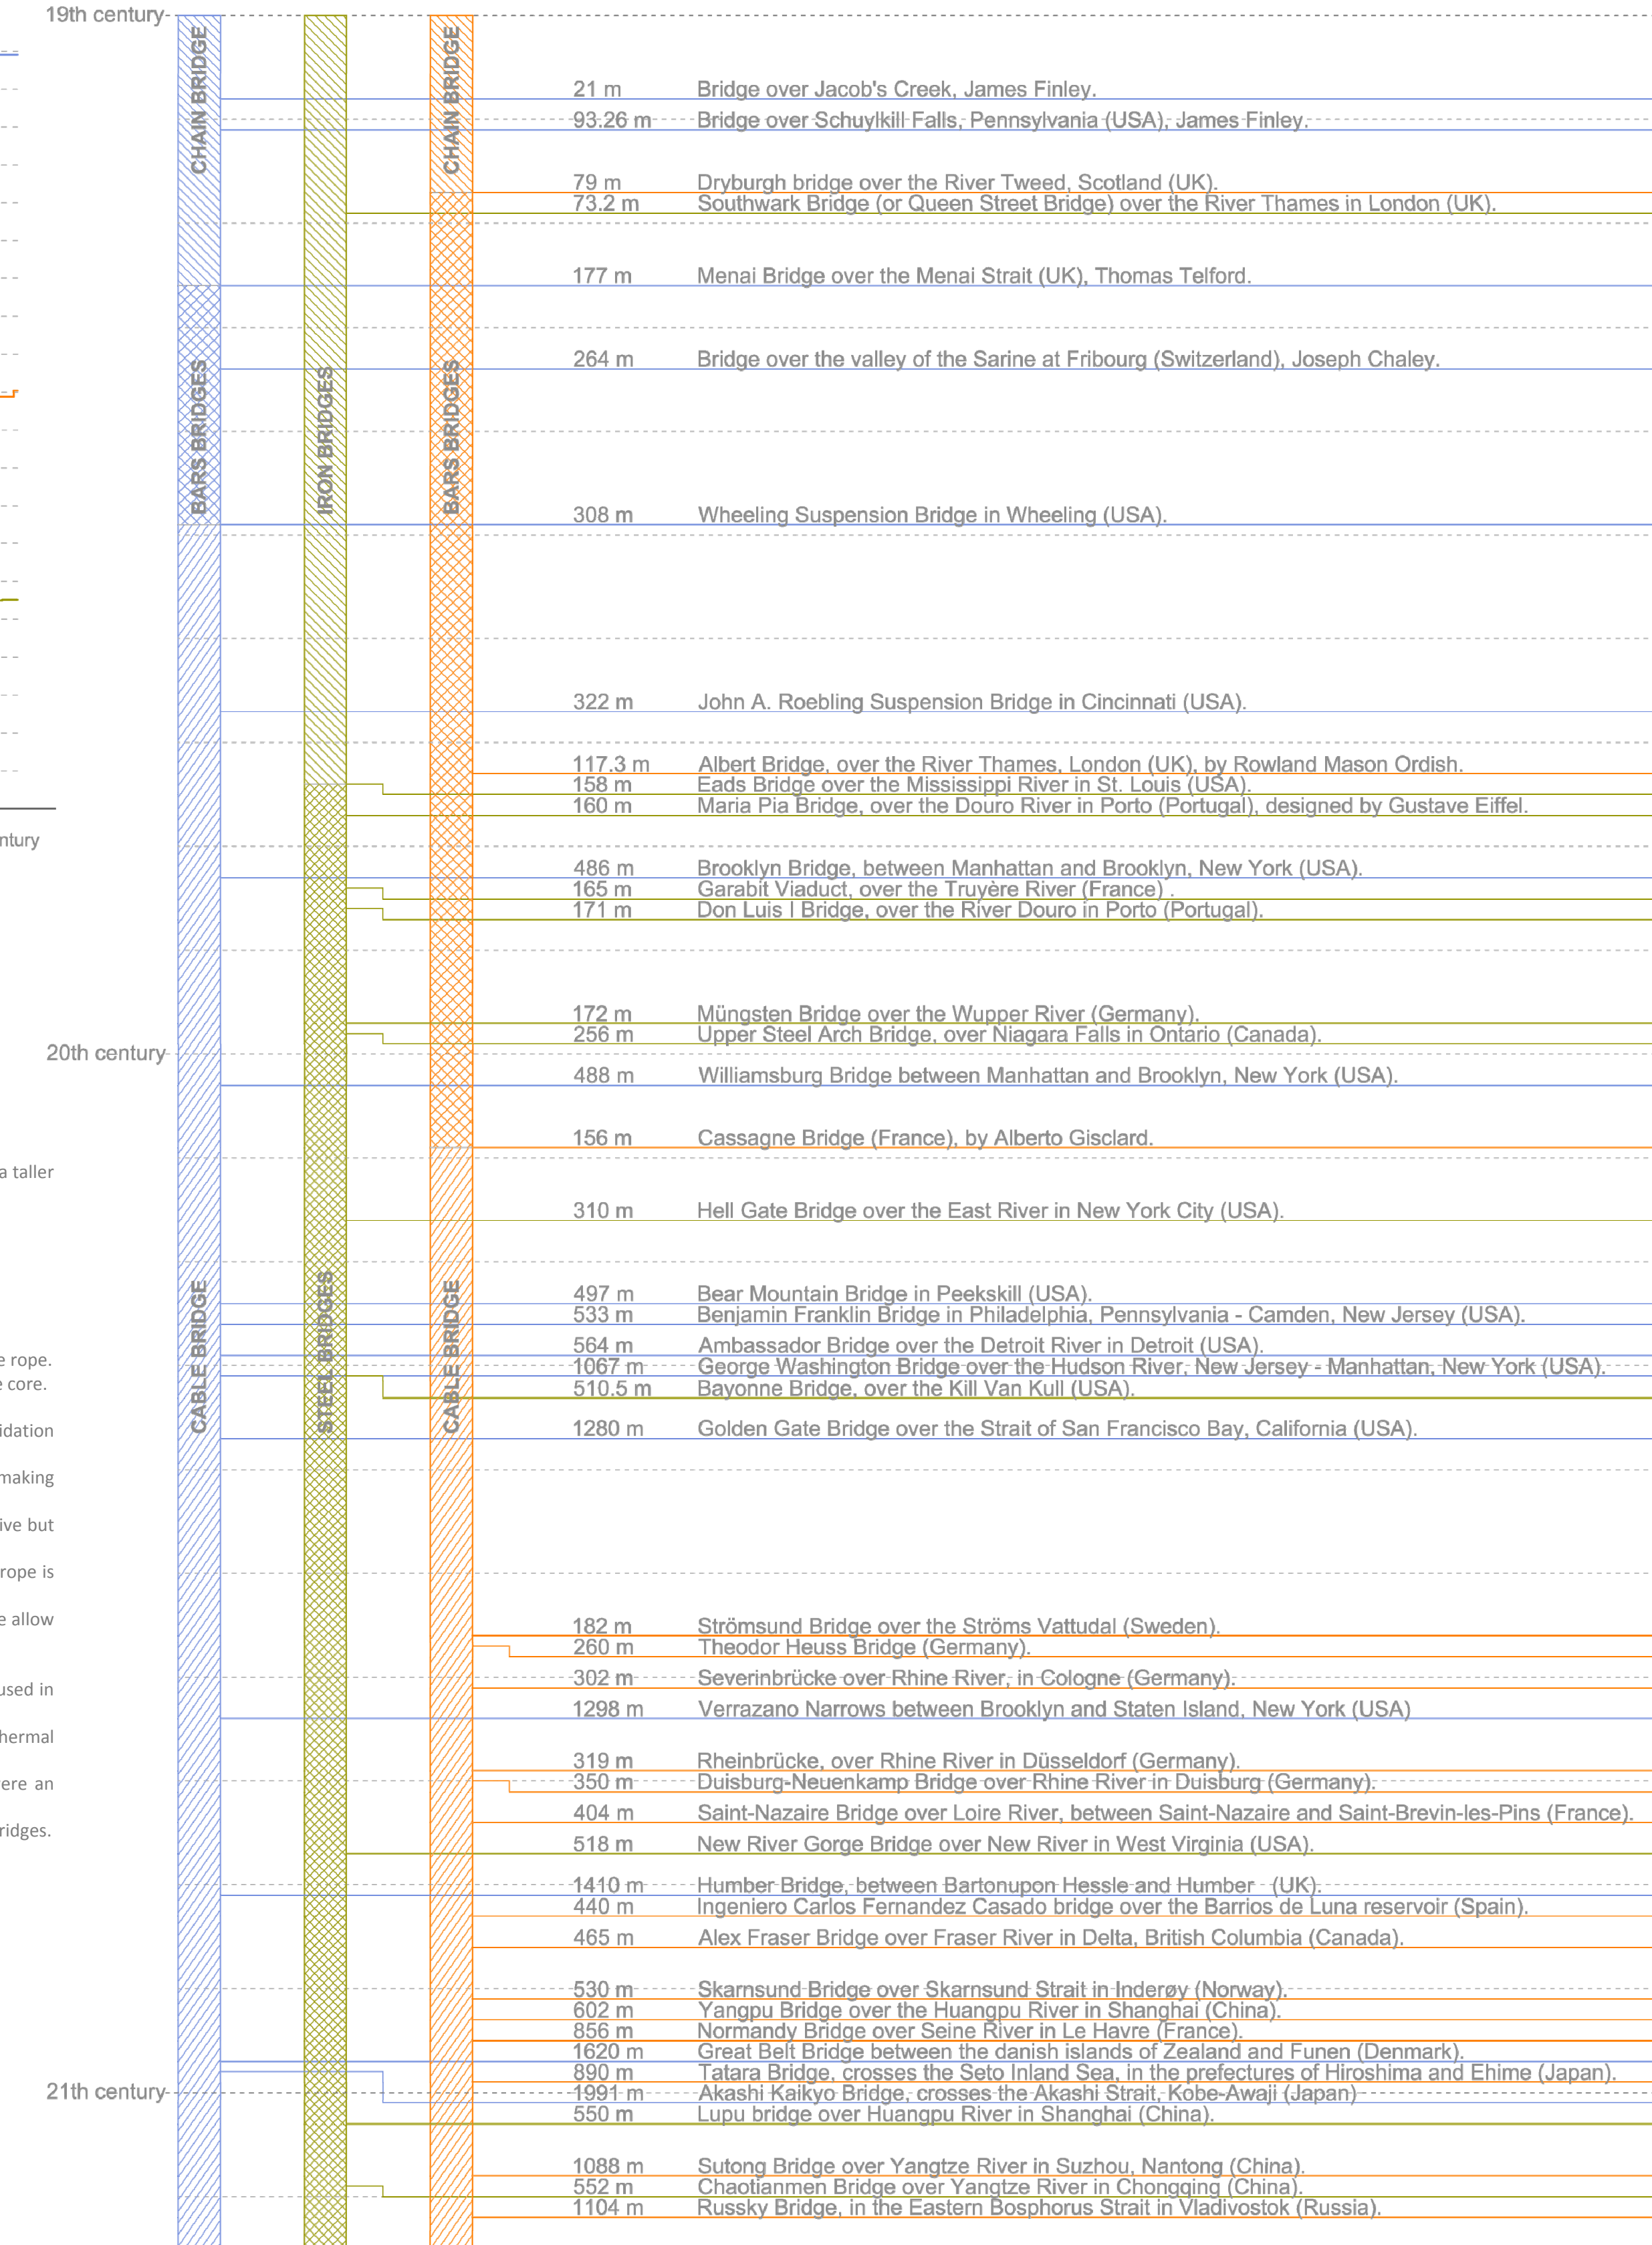 19th century
CHAIN BRIDGE
CHAIN BRIDGE
21 m Bridge over Jacob's Creek, James Finley.
93.26 m Bridge over Schuylkill Falls, Pennsylvania (USA), James Finley.
79 m Dryburgh bridge over the River Tweed, Scotland (UK).
73.2 m Southwark Bridge (or Queen Street Bridge) over the River Thames in London (UK).
177 m Menai Bridge over the Menai Strait (UK), Thomas Telford.
264 m Bridge over the valley of the Sarine at Fribourg (Switzerland), Joseph Chaley.
BARS BRIDGES
IRON BRIDGES
BARS BRIDGES
308 m Wheeling Suspension Bridge in Wheeling (USA).
322 m John A. Roebling Suspension Bridge in Cincinnati (USA).
117.3 m Albert Bridge, over the River Thames, London (UK), by Rowland Mason Ordish.
158 m Eads Bridge over the Mississippi River in St. Louis (USA).
160 m Maria Pia Bridge, over the Douro River in Porto (Portugal), designed by Gustave Eiffel.
ntury
486 m Brooklyn Bridge, between Manhattan and Brooklyn, New York (USA).
165 m Garabit Viaduct, over the Truyère River (France) .
171 m Don Luis I Bridge, over the River Douro in Porto (Portugal).
172 m Müngsten Bridge over the Wupper River (Germany).
256 m Upper Steel Arch Bridge, over Niagara Falls in Ontario (Canada).
20th century
488 m Williamsburg Bridge between Manhattan and Brooklyn, New York (USA).
156 m Cassagne Bridge (France), by Alberto Gisclard.
a taller
310 m Hell Gate Bridge over the East River in New York City (USA).
CABLE BRIDGE
STEEL BRIDGES
CABLE BRIDGE
497 m Bear Mountain Bridge in Peekskill (USA).
533 m Benjamin Franklin Bridge in Philadelphia, Pennsylvania - Camden, New Jersey (USA).
564 m Ambassador Bridge over the Detroit River in Detroit (USA).
e rope.
1067 m George Washington Bridge over the Hudson River, New Jersey - Manhattan, New York (USA).
e core.
510.5 m Bayonne Bridge, over the Kill Van Kull (USA).
idation
1280 m Golden Gate Bridge over the Strait of San Francisco Bay, California (USA).
making
ive but
rope is
e allow
182 m Strömsund Bridge over the Ströms Vattudal (Sweden).
260 m Theodor Heuss Bridge (Germany).
302 m Severinbrücke over Rhine River, in Cologne (Germany).
used in
1298 m Verrazano Narrows between Brooklyn and Staten Island, New York (USA)
hermal
319 m Rheinbrücke, over Rhine River in Düsseldorf (Germany).
350 m Duisburg-Neuenkamp Bridge over Rhine River in Duisburg (Germany).
ere an
404 m Saint-Nazaire Bridge over Loire River, between Saint-Nazaire and Saint-Brevin-les-Pins (France).
ridges.
518 m New River Gorge Bridge over New River in West Virginia (USA).
1410 m Humber Bridge, between Bartonupon Hessle and Humber (UK).
440 m Ingeniero Carlos Fernandez Casado bridge over the Barrios de Luna reservoir (Spain).
465 m Alex Fraser Bridge over Fraser River in Delta, British Columbia (Canada).
530 m Skarnsund Bridge over Skarnsund Strait in Inderøy (Norway).
602 m Yangpu Bridge over the Huangpu River in Shanghai (China).
856 m Normandy Bridge over Seine River in Le Havre (France).
1620 m Great Belt Bridge between the danish islands of Zealand and Funen (Denmark).
890 m Tatara Bridge, crosses the Seto Inland Sea, in the prefectures of Hiroshima and Ehime (Japan).
21th century
1991 m Akashi Kaikyo Bridge, crosses the Akashi Strait, Kobe-Awaji (Japan)
550 m Lupu bridge over Huangpu River in Shanghai (China).
1088 m Sutong Bridge over Yangtze River in Suzhou, Nantong (China).
552 m Chaotianmen Bridge over Yangtze River in Chongqing (China).
1104 m Russky Bridge, in the Eastern Bosphorus Strait in Vladivostok (Russia).